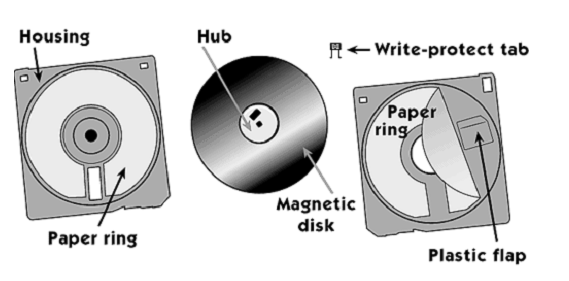 Housing
Hub
Write-protect tab
Paper
ring
Magnetic
disk
Paper ring
Plastic flap